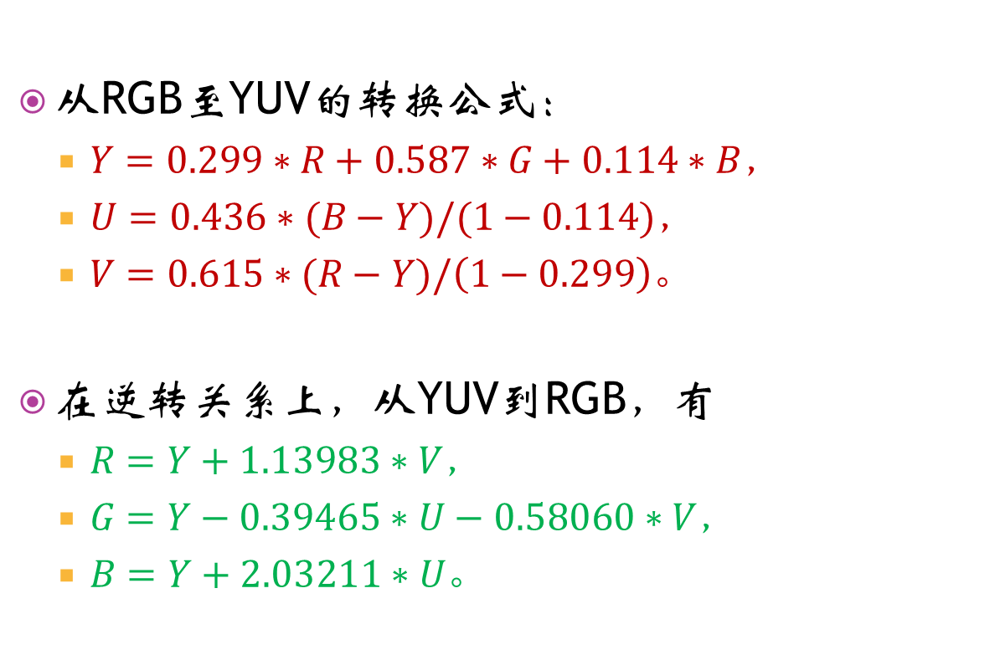 从RGB至YUV的转换公式：
Y = 0.299 * R + 0.587 * G + 0.114 * B，
U = 0.436 * (B − Y)/(1 − 0.114)，
V = 0.615 * (R − Y)/(1 − 0.299)。
在逆转关系上，从YUV到RGB，有
R = Y + 1.13983 * V，
G = Y − 0.39465 * U − 0.58060 * V，
B = Y + 2.03211 * U。